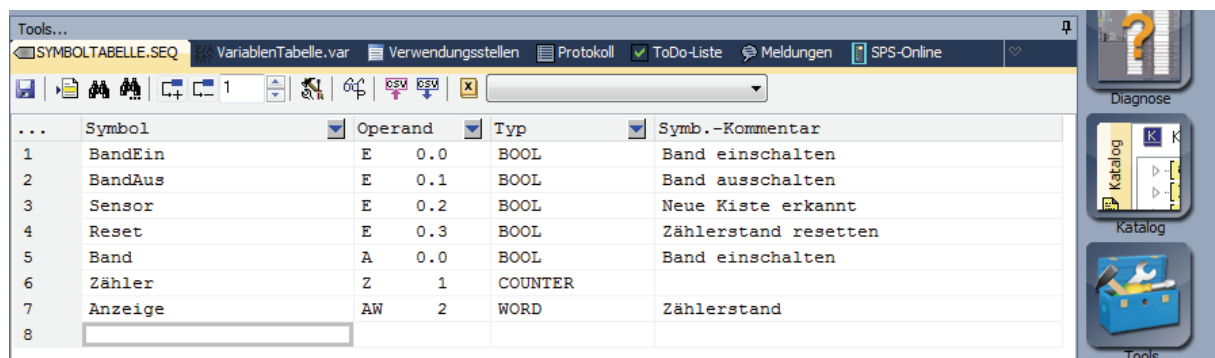 Tools...
SYMBOLTABELLE.SEQ VariablenTabelle.var Verwendungsstellen Protokoll ToDo-Liste Meldungen SPS-Online
1
CSV CSV X
Diagnose
... Symbol Operand Typ Symb.-Kommentar
1 BandEin E 0.0 BOOL Band einschalten
2 BandAus E 0.1 BOOL Band ausschalten
3 Sensor E 0.2 BOOL Neue Kiste erkannt
4 Reset E 0.3 BOOL Zählerstand resetten
5 Band A 0.0 BOOL Band einschalten
6 Zähler Z 1 COUNTER
7 Anzeige AW 2 WORD Zählerstand
8
Katalog
K K
Katalog
Tools